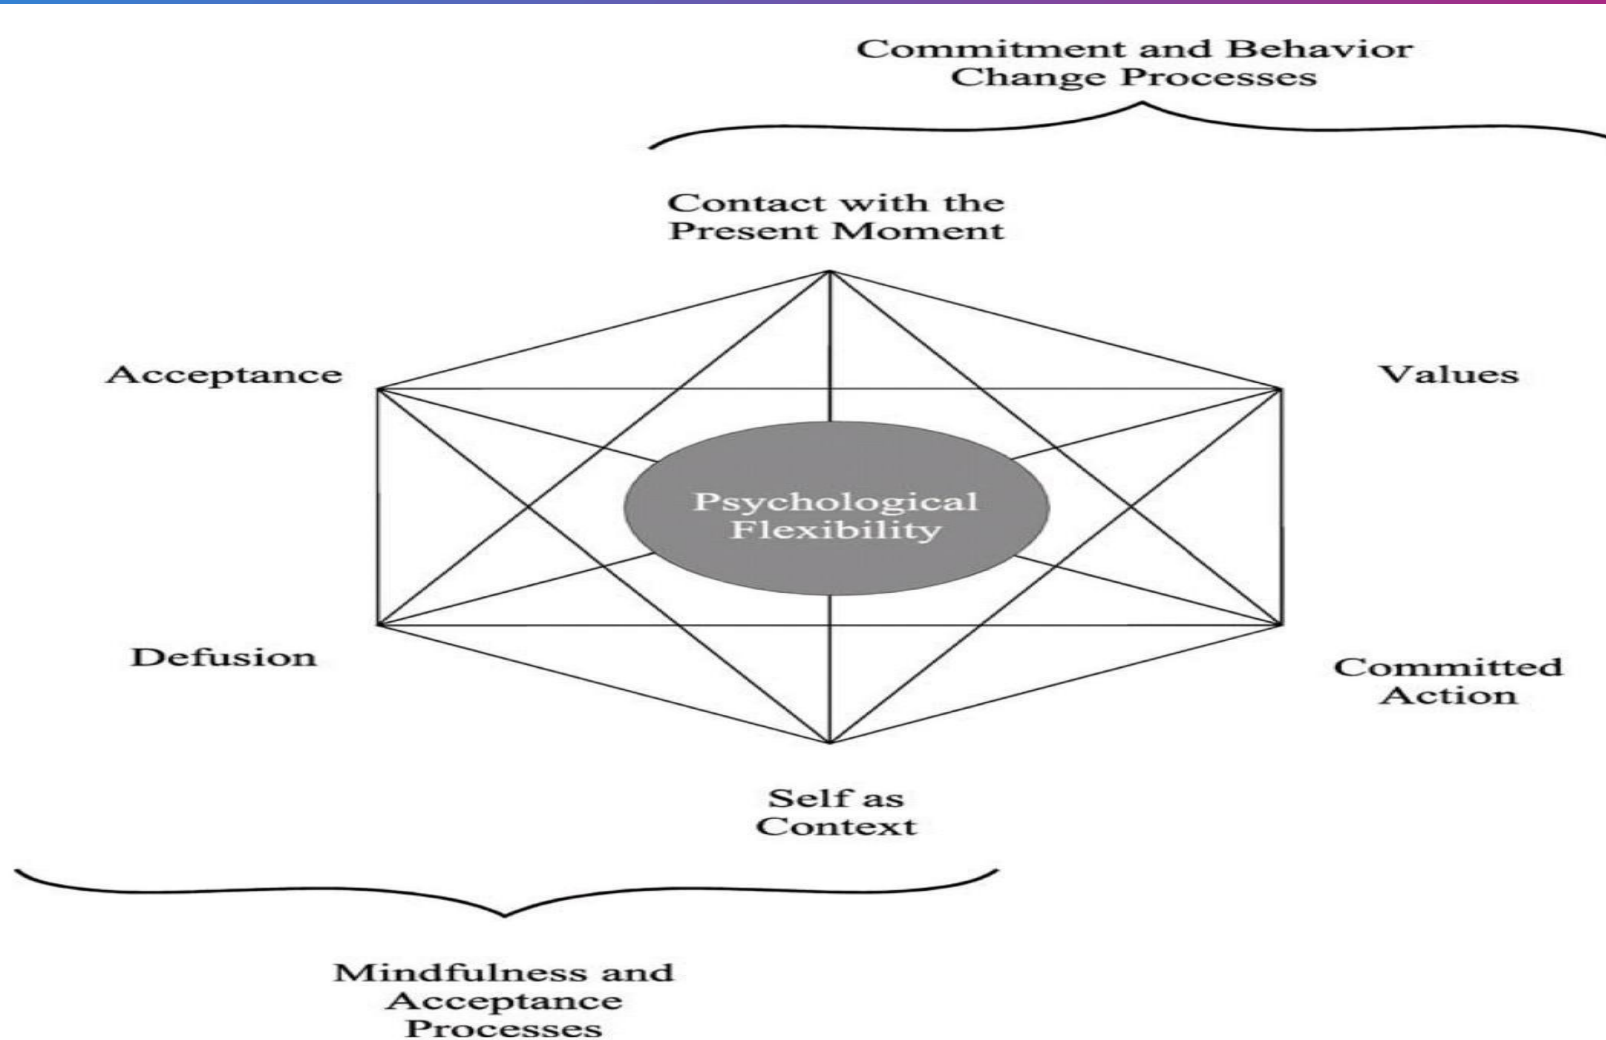 Commitment and Behavior
Change Processes
Contact with the
Present Moment
Acceptance
Values
Psychological
Flexibility
Defusion
Committed
Action
Self as
Context
Mindfulness and
Acceptance
Processes